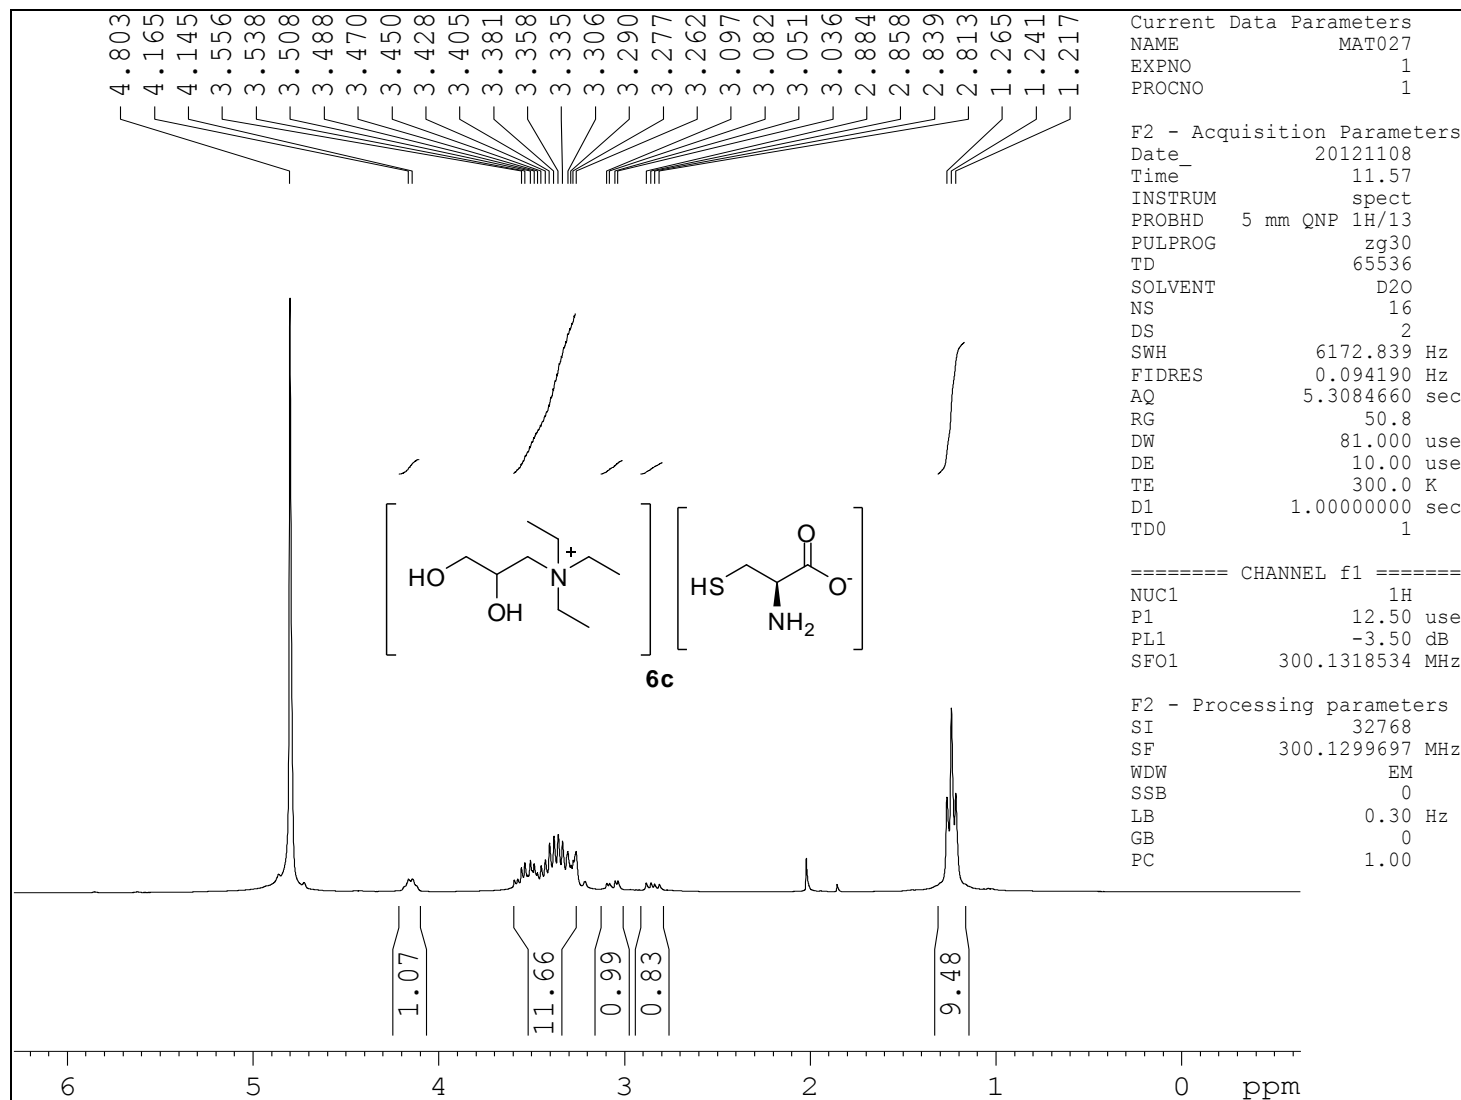 4.803
4.165
4.145
3.556
3.538
3.508
3.488
3.470
3.450
3.428
3.405
3.381
3.358
3.335
3.306
3.290
3.277
3.262
3.097
3.082
3.051
3.036
2.884
2.858
2.839
2.813
1.265
1.241
1.217
Current Data Parameters
NAME MAT027
EXPNO 1
PROCNO 1
F2 - Acquisition Parameters
Date_ 20121108
Time 11.57
INSTRUM spect
PROBHD 5 mm QNP 1H/13
PULPROG zg30
TD 65536
SOLVENT D2O
NS 16
DS 2
SWH 6172.839 Hz
FIDRES 0.094190 Hz
AQ 5.3084660 sec
RG 50.8
DW 81.000 use
DE 10.00 use
TE 300.0 K
D1 1.00000000 sec
TD0 1
======== CHANNEL f1 =======
NUC1 1H
P1 12.50 use
PL1 -3.50 dB
SFO1 300.1318534 MHz
F2 - Processing parameters
SI 32768
SF 300.1299697 MHz
WDW EM
SSB 0
LB 0.30 Hz
GB 0
PC 1.00
HO
OH
N
+
HS
O
O-
NH2
6c
1.07
11.66
0.99
0.83
9.48
6 5 4 3 2 1 0 ppm